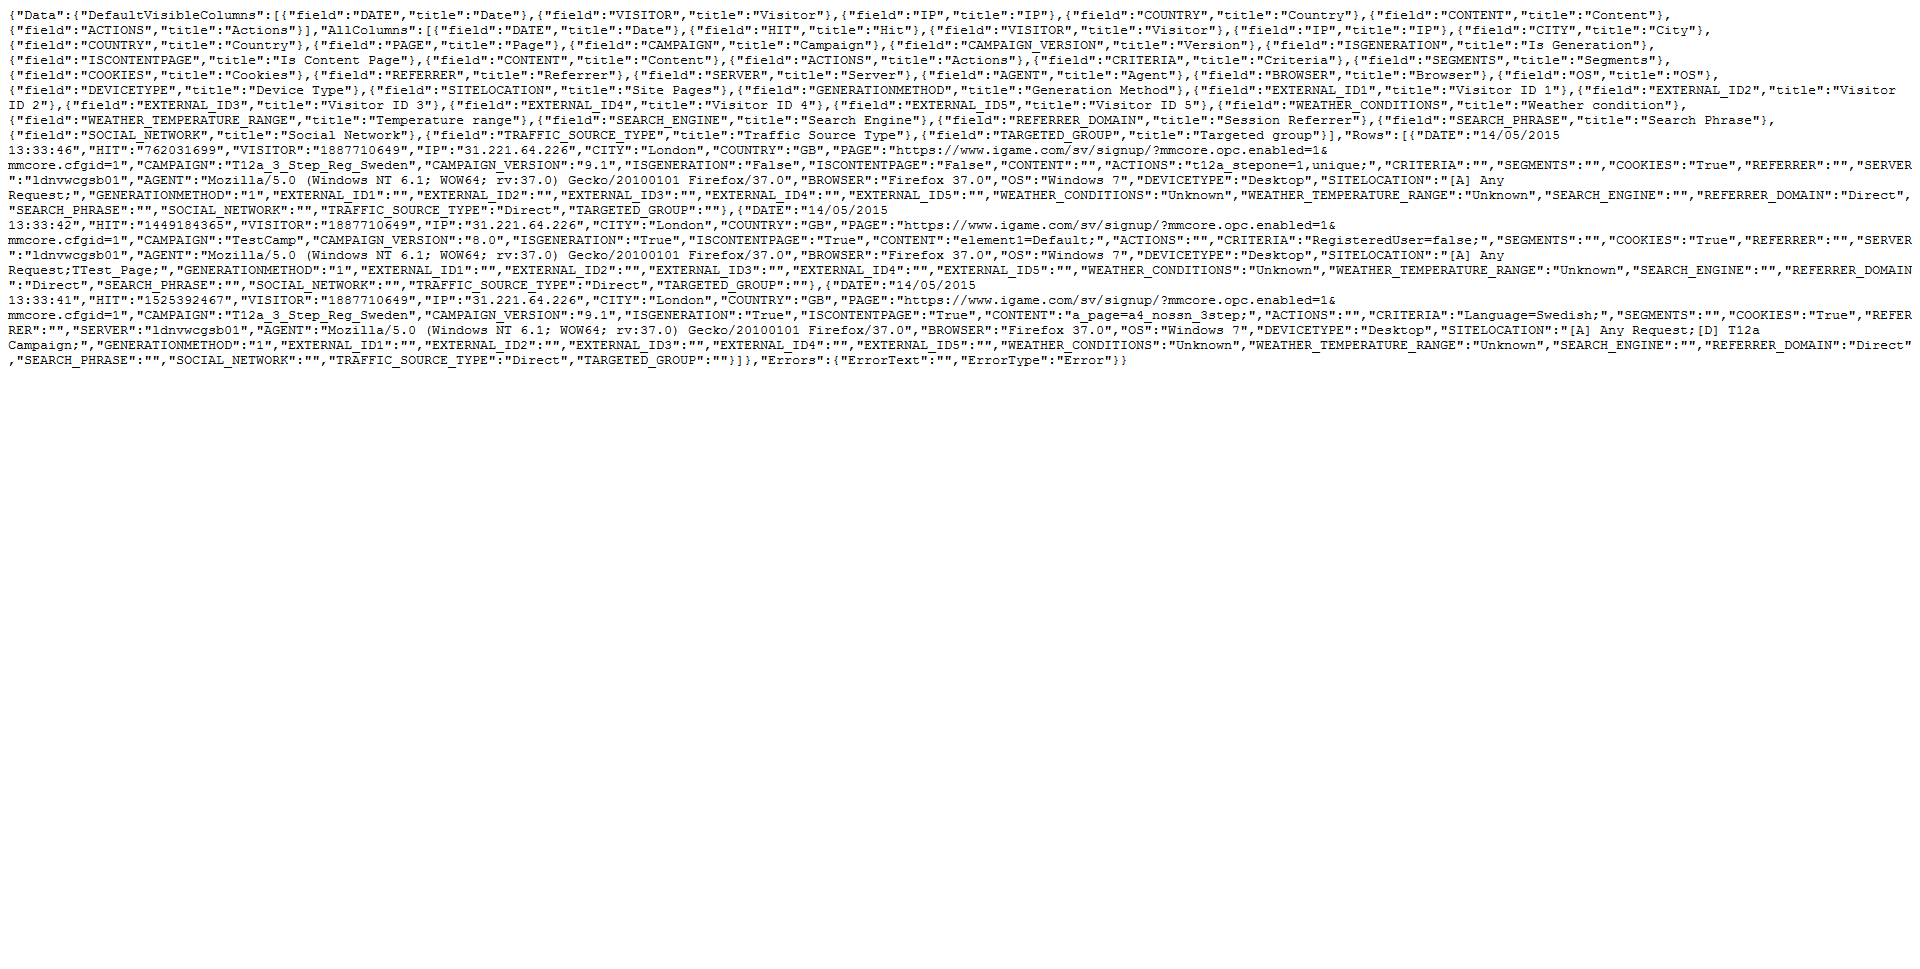 {"Data":{"DefaultVisibleColumns":[{"field":"DATE","title":"Date"},{"field":"VISITOR","title":"Visitor"},{"field":"IP","title":"IP"},{"field":"COUNTRY","title":"Country"},{"field":"CONTENT","title":"Content"},
{"field":"ACTIONS","title":"Actions"}],"AllColumns":[{"field":"DATE","title":"Date"},{"field":"HIT","title":"Hit"},{"field":"VISITOR","title":"Visitor"},{"field":"IP","title":"IP"},{"field":"CITY","title":"City"},
{"field":"COUNTRY","title":"Country"},{"field":"PAGE","title":"Page"},{"field":"CAMPAIGN","title":"Campaign"},{"field":"CAMPAIGN_VERSION","title":"Version"},{"field":"ISGENERATION","title":"Is Generation"},
{"field":"ISCONTENTPAGE","title":"Is Content Page"},{"field":"CONTENT","title":"Content"},{"field":"ACTIONS","title":"Actions"},{"field":"CRITERIA","title":"Criteria"},{"field":"SEGMENTS","title":"Segments"},
{"field":"COOKIES","title":"Cookies"},{"field":"REFERRER","title":"Referrer"},{"field":"SERVER","title":"Server"},{"field":"AGENT","title":"Agent"},{"field":"BROWSER","title":"Browser"},{"field":"OS","title":"OS"},
{"field":"DEVICETYPE","title":"Device Type"},{"field":"SITELOCATION","title":"Site Pages"},{"field":"GENERATIONMETHOD","title":"Generation Method"},{"field":"EXTERNAL_ID1","title":"Visitor ID 1"},{"field":"EXTERNAL_ID2","title":"Visitor
ID 2"},{"field":"EXTERNAL_ID3","title":"Visitor ID 3"},{"field":"EXTERNAL_ID4","title":"Visitor ID 4"},{"field":"EXTERNAL_ID5","title":"Visitor ID 5"},{"field":"WEATHER_CONDITIONS","title":"Weather condition"},
{"field":"WEATHER_TEMPERATURE_RANGE","title":"Temperature range"},{"field":"SEARCH_ENGINE","title":"Search Engine"},{"field":"REFERRER_DOMAIN","title":"Session Referrer"},{"field":"SEARCH_PHRASE","title":"Search Phrase"},
{"field":"SOCIAL_NETWORK","title":"Social Network"},{"field":"TRAFFIC_SOURCE_TYPE","title":"Traffic Source Type"},{"field":"TARGETED_GROUP","title":"Targeted group"}],"Rows":[{"DATE":"14/05/2015
13:33:46","HIT":"762031699","VISITOR":"1887710649","IP":"31.221.64.226","CITY":"London","COUNTRY":"GB","PAGE":"https://www.igame.com/sv/signup/?mmcore.opc.enabled=1&
mmcore.cfgid=1","CAMPAIGN":"T12a_3_Step_Reg_Sweden","CAMPAIGN_VERSION":"9.1","ISGENERATION":"False","ISCONTENTPAGE":"False","CONTENT":"","ACTIONS":"t12a_stepone=1,unique;","CRITERIA":"","SEGMENTS":"","COOKIES":"True","REFERRER":"","SERVER
":"ldnvwcgsb01","AGENT":"Mozilla/5.0 (Windows NT 6.1; WOW64; rv:37.0) Gecko/20100101 Firefox/37.0","BROWSER":"Firefox 37.0","OS":"Windows 7","DEVICETYPE":"Desktop","SITELOCATION":"[A] Any
Request;","GENERATIONMETHOD":"1","EXTERNAL_ID1":"","EXTERNAL_ID2":"","EXTERNAL_ID3":"","EXTERNAL_ID4":"","EXTERNAL_ID5":"","WEATHER_CONDITIONS":"Unknown","WEATHER_TEMPERATURE_RANGE":"Unknown","SEARCH_ENGINE":"","REFERRER_DOMAIN":"Direct",
"SEARCH_PHRASE":"","SOCIAL_NETWORK":"","TRAFFIC_SOURCE_TYPE":"Direct","TARGETED_GROUP":""},{"DATE":"14/05/2015
13:33:42","HIT":"1449184365","VISITOR":"1887710649","IP":"31.221.64.226","CITY":"London","COUNTRY":"GB","PAGE":"https://www.igame.com/sv/signup/?mmcore.opc.enabled=1&
mmcore.cfgid=1","CAMPAIGN":"TestCamp","CAMPAIGN_VERSION":"8.0","ISGENERATION":"True","ISCONTENTPAGE":"True","CONTENT":"element1=Default;","ACTIONS":"","CRITERIA":"RegisteredUser=false;","SEGMENTS":"","COOKIES":"True","REFERRER":"","SERVER
":"ldnvwcgsb01","AGENT":"Mozilla/5.0 (Windows NT 6.1; WOW64; rv:37.0) Gecko/20100101 Firefox/37.0","BROWSER":"Firefox 37.0","OS":"Windows 7","DEVICETYPE":"Desktop","SITELOCATION":"[A] Any
Request;TTest_Page;","GENERATIONMETHOD":"1","EXTERNAL_ID1":"","EXTERNAL_ID2":"","EXTERNAL_ID3":"","EXTERNAL_ID4":"","EXTERNAL_ID5":"","WEATHER_CONDITIONS":"Unknown","WEATHER_TEMPERATURE_RANGE":"Unknown","SEARCH_ENGINE":"","REFERRER_DOMAIN
":"Direct","SEARCH_PHRASE":"","SOCIAL_NETWORK":"","TRAFFIC_SOURCE_TYPE":"Direct","TARGETED_GROUP":""},{"DATE":"14/05/2015
13:33:41","HIT":"1525392467","VISITOR":"1887710649","IP":"31.221.64.226","CITY":"London","COUNTRY":"GB","PAGE":"https://www.igame.com/sv/signup/?mmcore.opc.enabled=1&
mmcore.cfgid=1","CAMPAIGN":"T12a_3_Step_Reg_Sweden","CAMPAIGN_VERSION":"9.1","ISGENERATION":"True","ISCONTENTPAGE":"True","CONTENT":"a_page=a4_nossn_3step;","ACTIONS":"","CRITERIA":"Language=Swedish;","SEGMENTS":"","COOKIES":"True","REFER
RER":"","SERVER":"ldnvwcgsb01","AGENT":"Mozilla/5.0 (Windows NT 6.1; WOW64; rv:37.0) Gecko/20100101 Firefox/37.0","BROWSER":"Firefox 37.0","OS":"Windows 7","DEVICETYPE":"Desktop","SITELOCATION":"[A] Any Request;[D] T12a
Campaign;","GENERATIONMETHOD":"1","EXTERNAL_ID1":"","EXTERNAL_ID2":"","EXTERNAL_ID3":"","EXTERNAL_ID4":"","EXTERNAL_ID5":"","WEATHER_CONDITIONS":"Unknown","WEATHER_TEMPERATURE_RANGE":"Unknown","SEARCH_ENGINE":"","REFERRER_DOMAIN":"Direct"
,"SEARCH_PHRASE":"","SOCIAL_NETWORK":"","TRAFFIC_SOURCE_TYPE":"Direct","TARGETED_GROUP":""}]},"Errors":{"ErrorText":"","ErrorType":"Error"}}